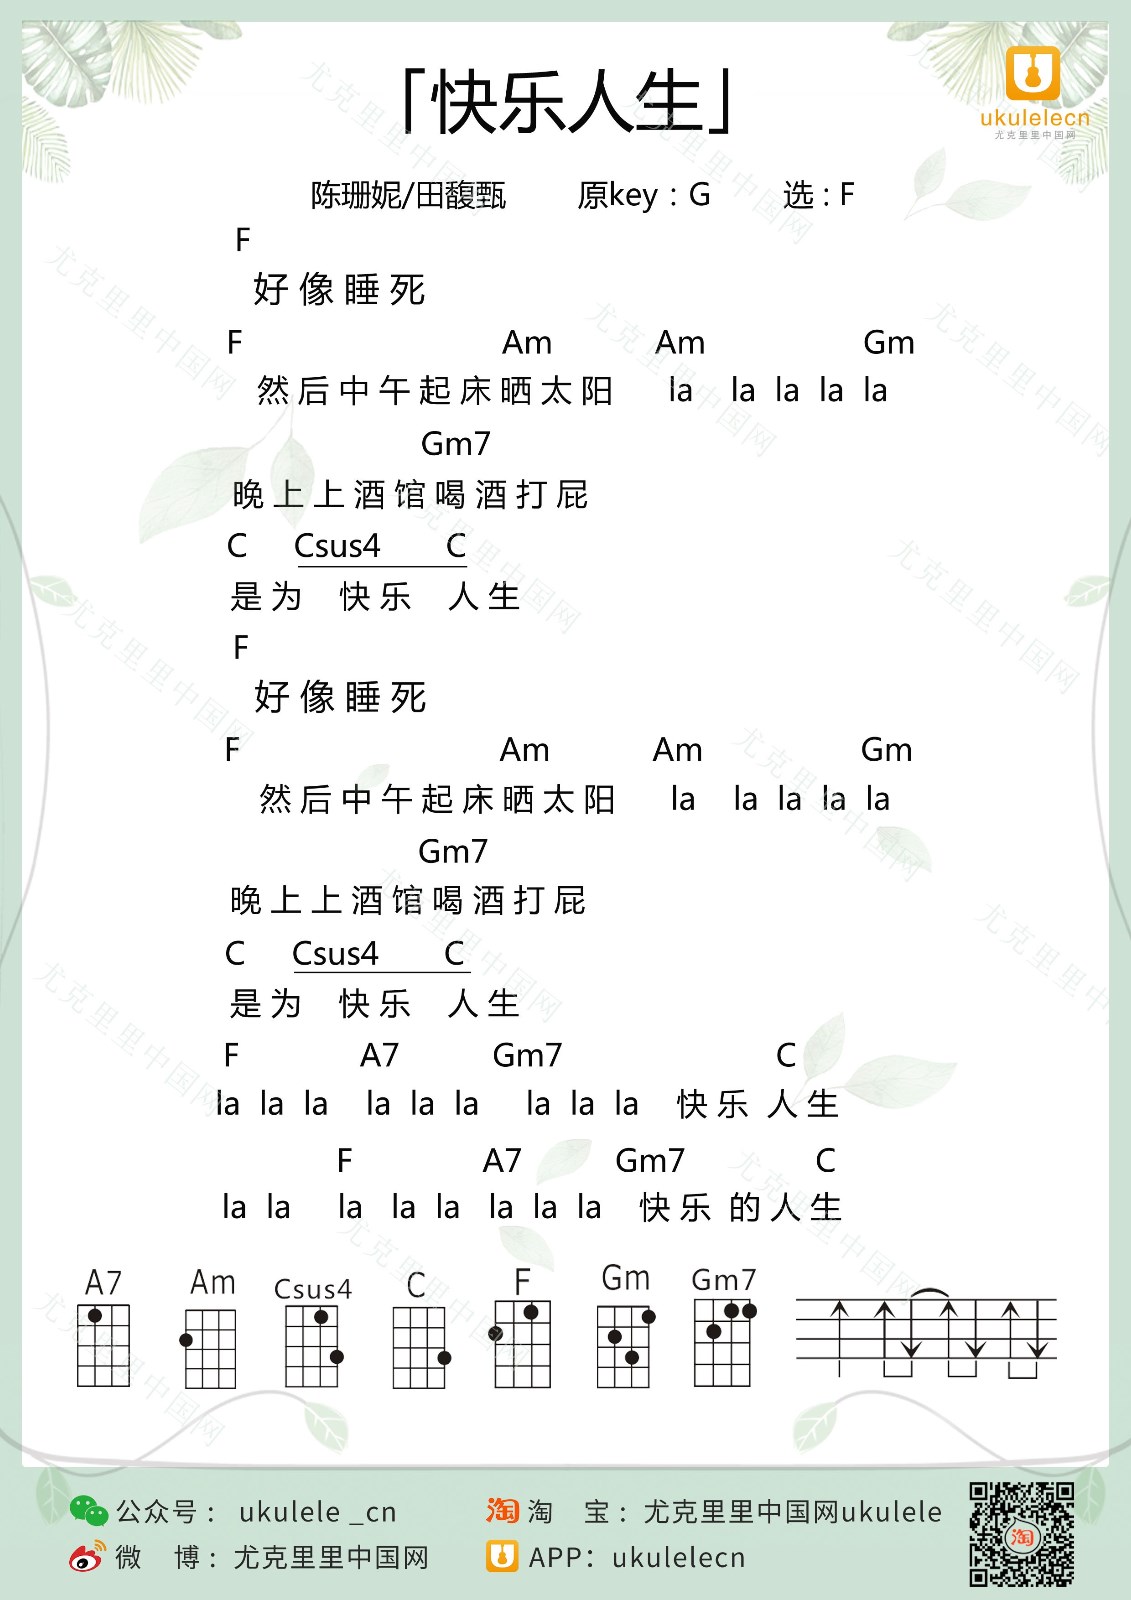 「快乐人生」
ukulelecn
尤克里里中国网
陈珊妮/田馥甄 原key：G 选：F
F
好像睡死
F Am Am Gm
然后中午起床晒太阳 la la la la la
Gm7
晚上上酒馆喝酒打屁
C Csus4 C
是为 快乐 人生
F
好像睡死
F Am Am Gm
然后中午起床晒太阳 la la la la la
Gm7
晚上上酒馆喝酒打屁
C Csus4 C
是为 快乐 人生
F A7 Gm7 C
la la la la la la la la la 快乐 人生
F A7 Gm7 C
la la la la la la la la 快乐 的人生
A7 Am Csus4 C F Gm Gm7
公众号： ukulele _cn
淘 淘 宝：尤克里里中国网ukulele
微 博：尤克里里中国网
APP：ukulelecn
淘